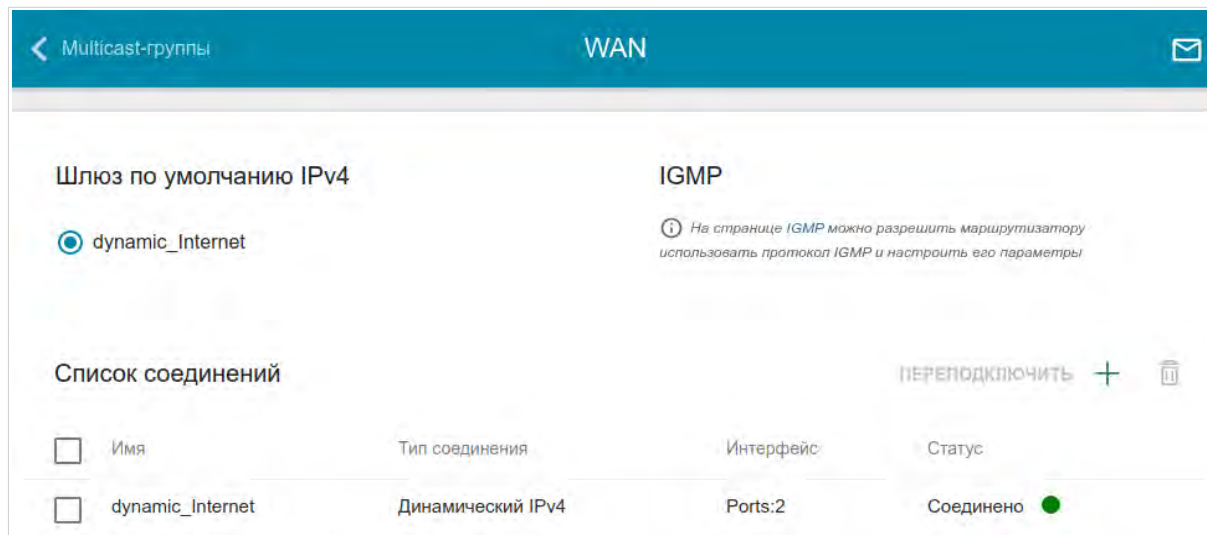 Multicast-группы
WAN
Шлюз по умолчанию IPv4
dynamic_Internet
IGMP
На странице IGMP можно разрешить маршрутизатору
использовать протокол IGMP и настроить его параметры
Список соединений
ПЕРЕПОДКЛЮЧИТЬ
Имя Тип соединения Интерфейс Статус
dynamic_Internet Динамический IPv4 Ports:2 Соединено